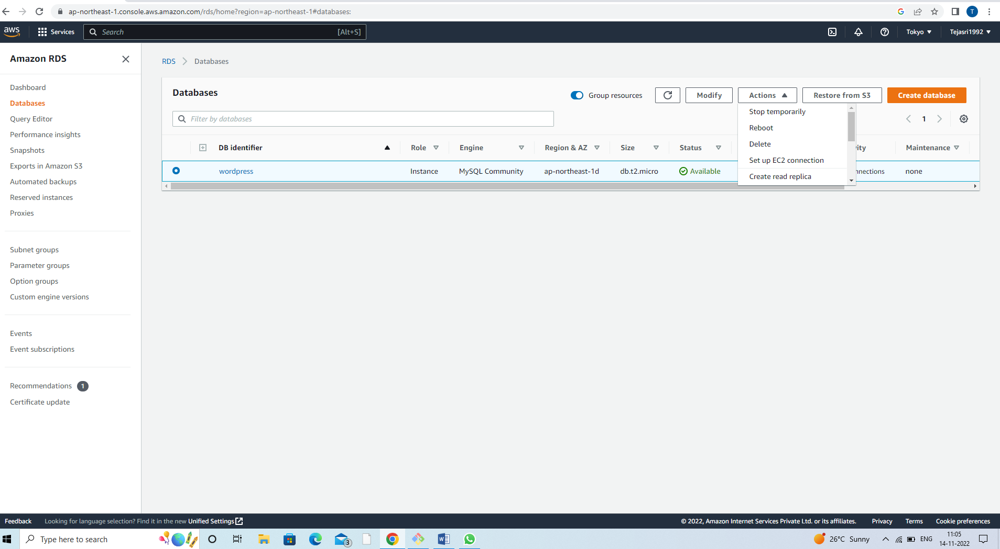 ap-northeast-1.console.aws.amazon.com/rds/home?region=ap-northeast-1#databases:
T
aws
Services
Search
[Alt+S]
Tokyo
Tejasri1992
Amazon RDS
Dashboard
Databases
Query Editor
Performance insights
Snapshots
Exports in Amazon S3
Automated backups
Reserved instances
Proxies
Subnet groups
Parameter groups
Option groups
Custom engine versions
Events
Event subscriptions
Recommendations 1
Certificate update
RDS
Databases
Databases
Group resources
Modify
Actions
Restore from S3
Create database
Filter by databases
1
Stop temporarily
Reboot
Delete
Set up EC2 connection
Create read replica
DB identifier
Role
Engine
Region & AZ
Size
Status
vity
Maintenance
wordpress
Instance
MySQL Community
ap-northeast-1d
db.t2.micro
Available
nnections
none
Feedback
Looking for language selection? Find it in the new Unified Settings
© 2022, Amazon Internet Services Private Ltd. or its affiliates.
Privacy
Terms
Cookie preferences
Type here to search
3
26°C Sunny
ENG
11:05
14-11-2022